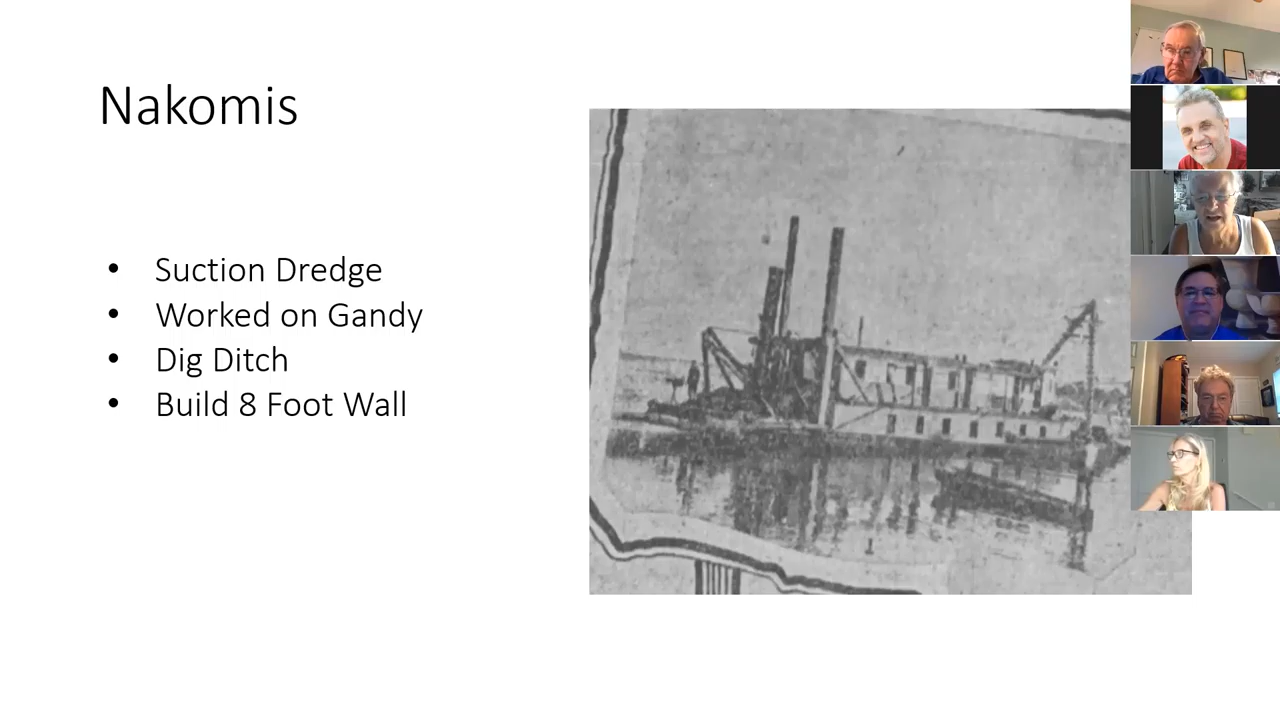 Nakomis
• Suction Dredge
• Worked on Gandy
• Dig Ditch
• Build 8 Foot Wall